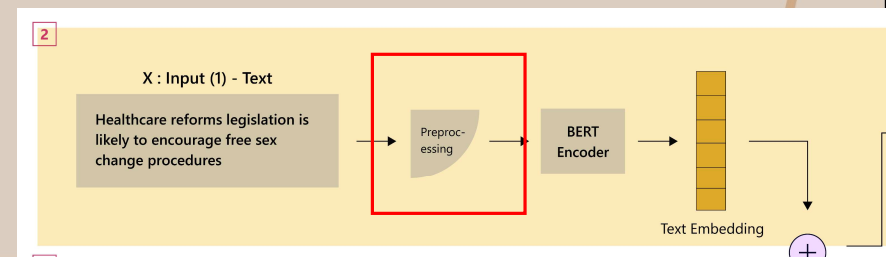 2
X : Input (1) - Text
Healthcare reforms legislation is
likely to encourage free sex
change procedures
Preproc-
essing
BERT
Encoder
Text Embedding
+